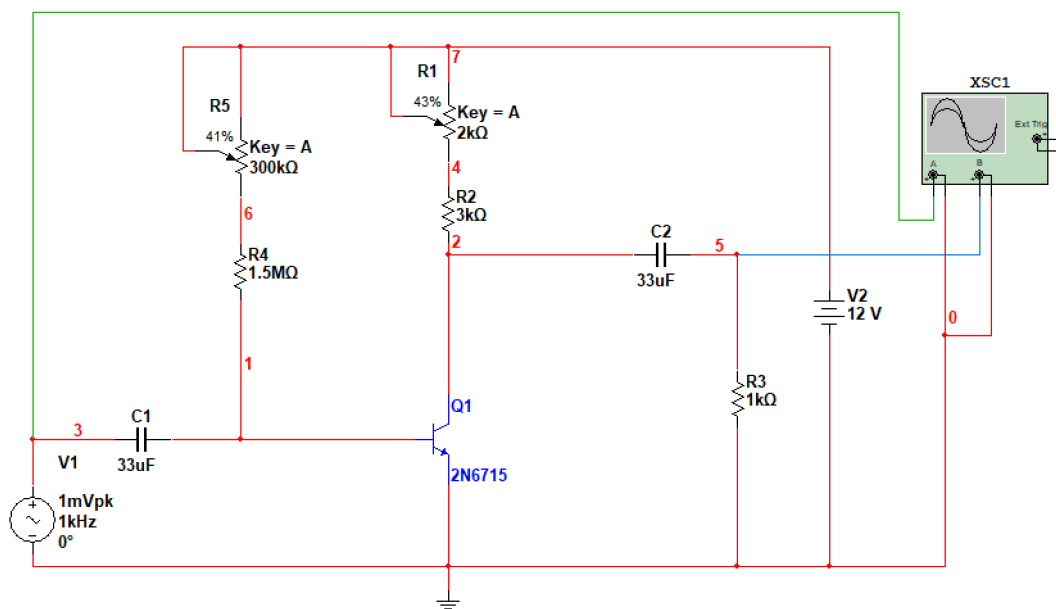 XSC1
Ext Trig
+
A
B
+
+
7
R1
43%
Key = A
2kΩ
R5
41%
Key = A
300kΩ
4
R2
3kΩ
6
2
R4
1.5MΩ
C2
33uF
5
V2
12 V
0
1
R3
1kΩ
Q1
2N6715
3
C1
33uF
V1
1mVpk
1kHz
0°